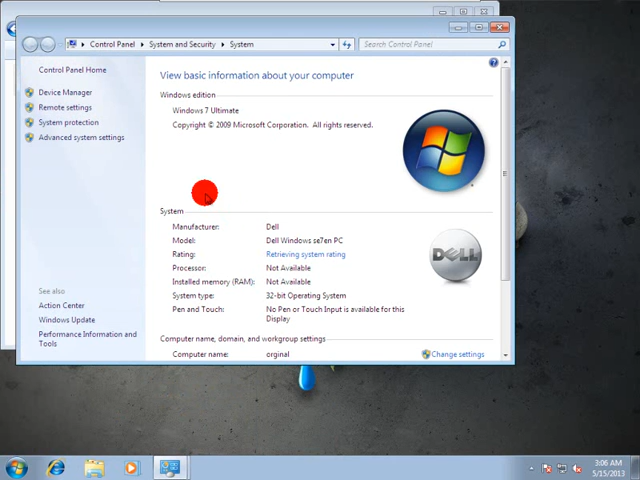 Control Panel ▸ System and Security ▸ System
Search Control Panel
Control Panel Home
Device Manager
Remote settings
System protection
Advanced system settings
See also
Action Center
Windows Update
Performance Information and
Tools
View basic information about your computer
Windows edition
Windows 7 Ultimate
Copyright © 2009 Microsoft Corporation. All rights reserved.
System
Manufacturer: Dell
Model: Dell Windows se7en PC
Rating: Retrieving system rating
Processor: Not Available
Installed memory (RAM): Not Available
System type: 32-bit Operating System
Pen and Touch: No Pen or Touch Input is available for this
Display
DELL
Computer name, domain, and workgroup settings
Computer name: orginal
Change settings
3:06 AM
5/15/2013